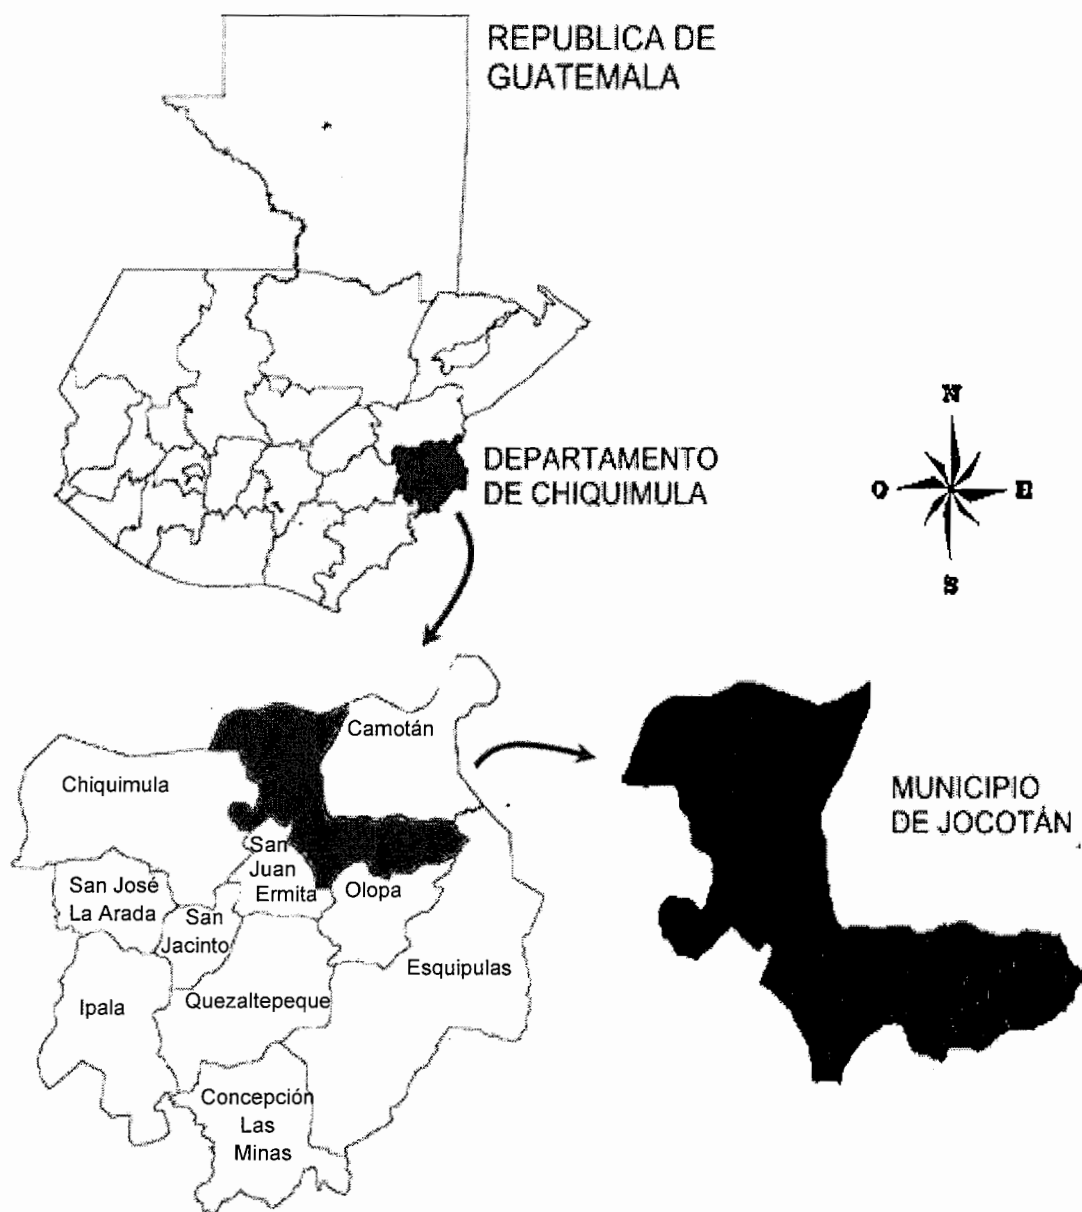 REPUBLICA DE
GUATEMALA
N
O
E
S
DEPARTAMENTO
DE CHIQUIMULA
Camotán
Chiquimula
MUNICIPIO
DE JOCOTÁN
San
Juan
Ermita
San José
La Arada
Olopa
San
Jacinto
Esquipulas
Ipala
Quezaltepeque
Concepción
Las
Minas